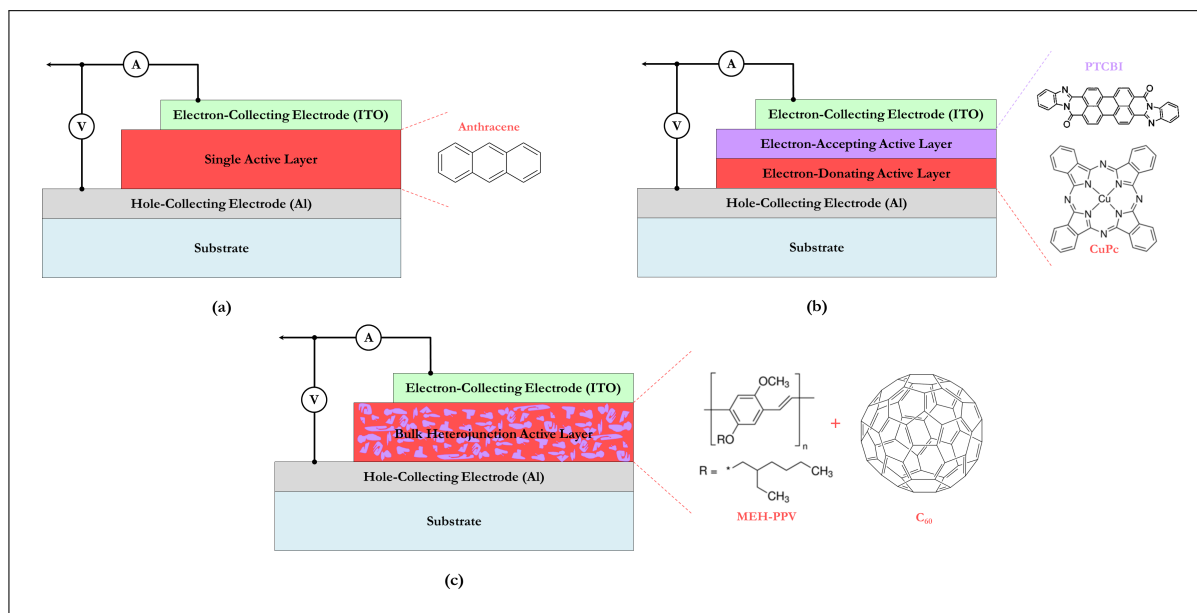 A
V
Electron-Collecting Electrode (ITO)
Single Active Layer
Hole-Collecting Electrode (Al)
Substrate
Anthracene
(a)
A
V
Electron-Collecting Electrode (ITO)
Electron-Accepting Active Layer
Electron-Donating Active Layer
Hole-Collecting Electrode (Al)
Substrate
PTCBI
N
O
N
N
O
N
N
N
N
N
Cu
N
N
N
N
CuPc
(b)
A
V
Electron-Collecting Electrode (ITO)
Bulk Heterojunction Active Layer
Hole-Collecting Electrode (Al)
Substrate
OCH₃
RO
n
R = *
CH₃
CH₃
MEH-PPV
+
C₆₀
(c)